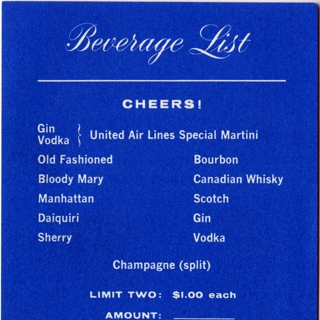 Beverage List
CHEERS!
Gin
Vodka } United Air Lines Special Martini
Old Fashioned Bourbon
Bloody Mary Canadian Whisky
Manhattan Scotch
Daiquiri Gin
Sherry Vodka
Champagne (split)
LIMIT TWO: $1.00 each
AMOUNT: